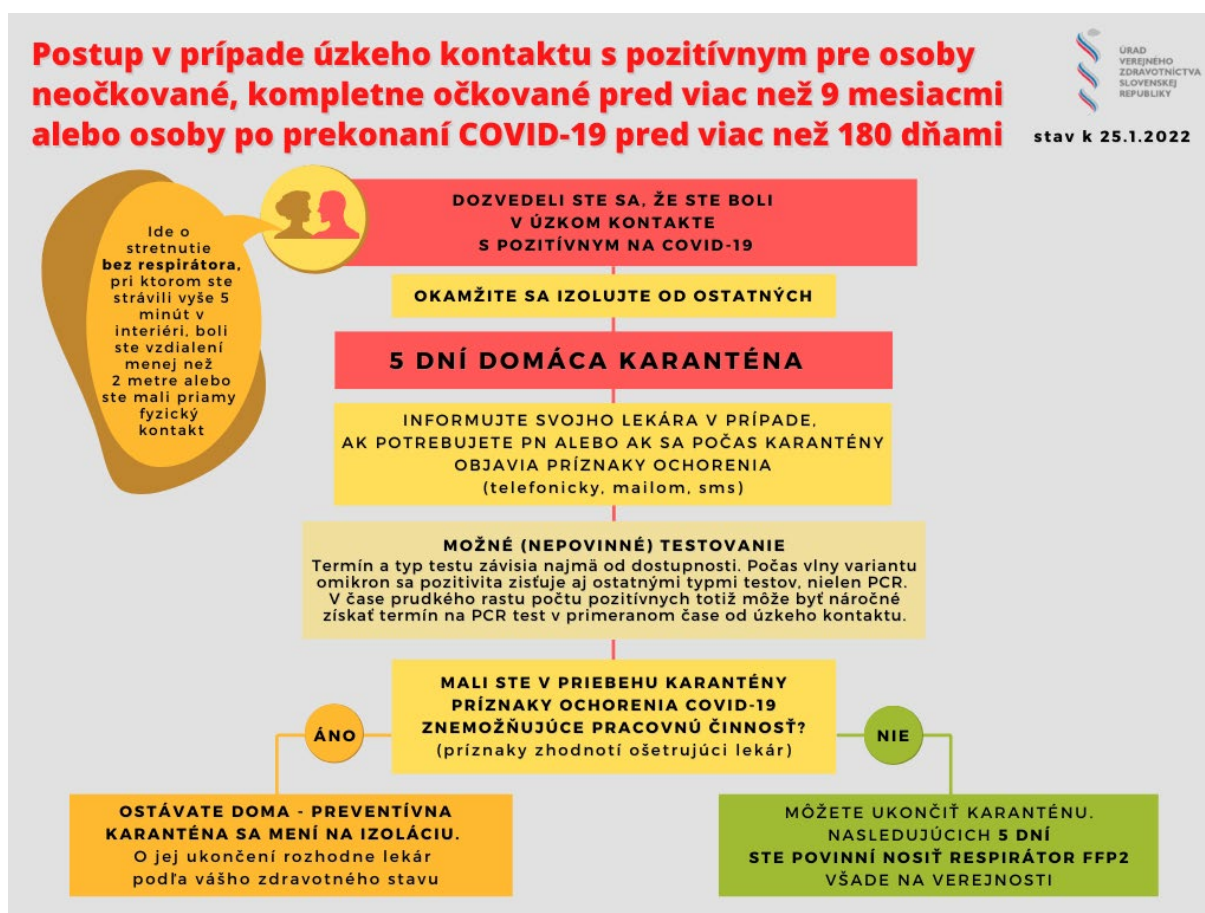 Postup v prípade úzkeho kontaktu s pozitívnym pre osoby
neočkované, kompletne očkované pred viac než 9 mesiacmi
alebo osoby po prekonaní COVID-19 pred viac než 180 dňami
ÚRAD
VEREJNÉHO
ZDRAVOTNÍCTVA
SLOVENSKEJ
REPUBLIKY
stav k 25.1.2022
Ide o
stretnutie
bez respirátora,
pri ktorom ste
strávili vyše 5
minút v
interiéri, boli
ste vzdialení
menej než
2 metre alebo
ste mali priamy
fyzický
kontakt
DOZVEDELI STE SA, ŽE STE BOLI
V ÚZKOM KONTAKTE
S POZITÍVNYM NA COVID-19
OKAMŽITE SA IZOLUJTE OD OSTATNÝCH
5 DNÍ DOMÁCA KARANTÉNA
INFORMUJTE SVOJHO LEKÁRA V PRÍPADE,
AK POTREBUJETE PN ALEBO AK SA POČAS KARANTÉNY
OBJAVIA PRÍZNAKY OCHORENIA
(telefonicky, mailom, sms)
MOŽNÉ (NEPOVINNÉ) TESTOVANIE
Termín a typ testu závisia najmä od dostupnosti. Počas vlny variantu
omikron sa pozitivita zisťuje aj ostatnými typmi testov, nielen PCR.
V čase prudkého rastu počtu pozitívnych totiž môže byť náročné
získať termín na PCR test v primeranom čase od úzkeho kontaktu.
MALI STE V PRIEBEHU KARANTÉNY
PRÍZNAKY OCHORENIA COVID-19
ZNEMOŽŇUJÚCE PRACOVNÚ ČINNOSŤ?
(príznaky zhodnotí ošetrujúci lekár)
ÁNO
NIE
OSTÁVATE DOMA - PREVENTÍVNA
KARANTÉNA SA MENÍ NA IZOLÁCIU.
O jej ukončení rozhodne lekár
podľa vášho zdravotného stavu
MÔŽETE UKONČIŤ KARANTÉNU.
NASLEDUJÚCICH 5 DNÍ
STE POVINNÍ NOSIŤ RESPIRÁTOR FFP2
VŠADE NA VEREJNOSTI